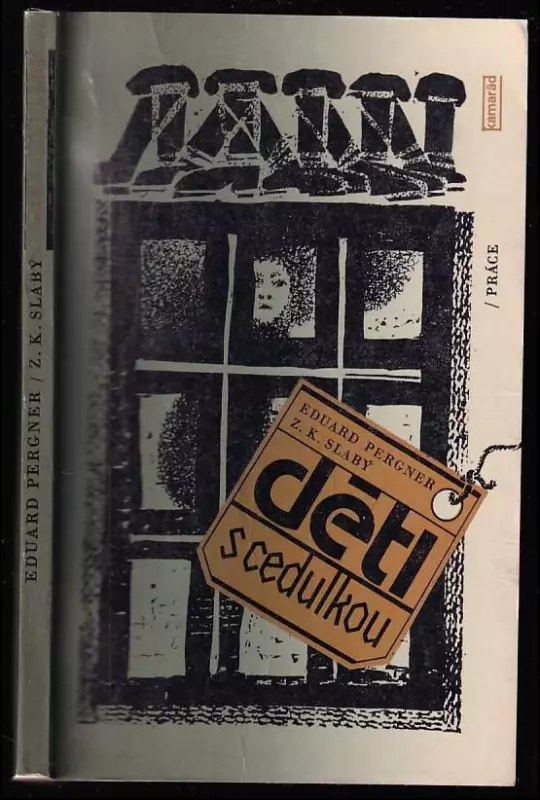 EDUARD PERGNER / Z. K. SLABÝ
kamarád
/ PRÁCE
EDUARD PERGNER
Z. K. SLABÝ
děti
s cedulkou